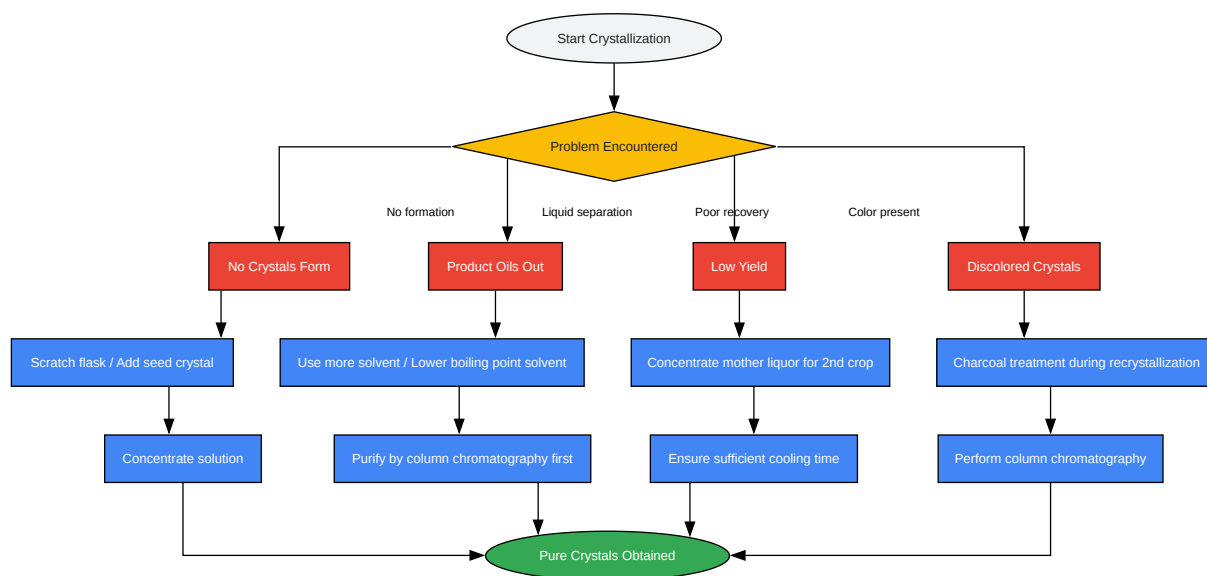 Start Crystallization
Problem Encountered
No formation
Liquid separation
Poor recovery
Color present
No Crystals Form
Product Oils Out
Low Yield
Discolored Crystals
Scratch flask / Add seed crystal
Use more solvent / Lower boiling point solvent
Concentrate mother liquor for 2nd crop
Charcoal treatment during recrystallization
Concentrate solution
Purify by column chromatography first
Ensure sufficient cooling time
Perform column chromatography
Pure Crystals Obtained